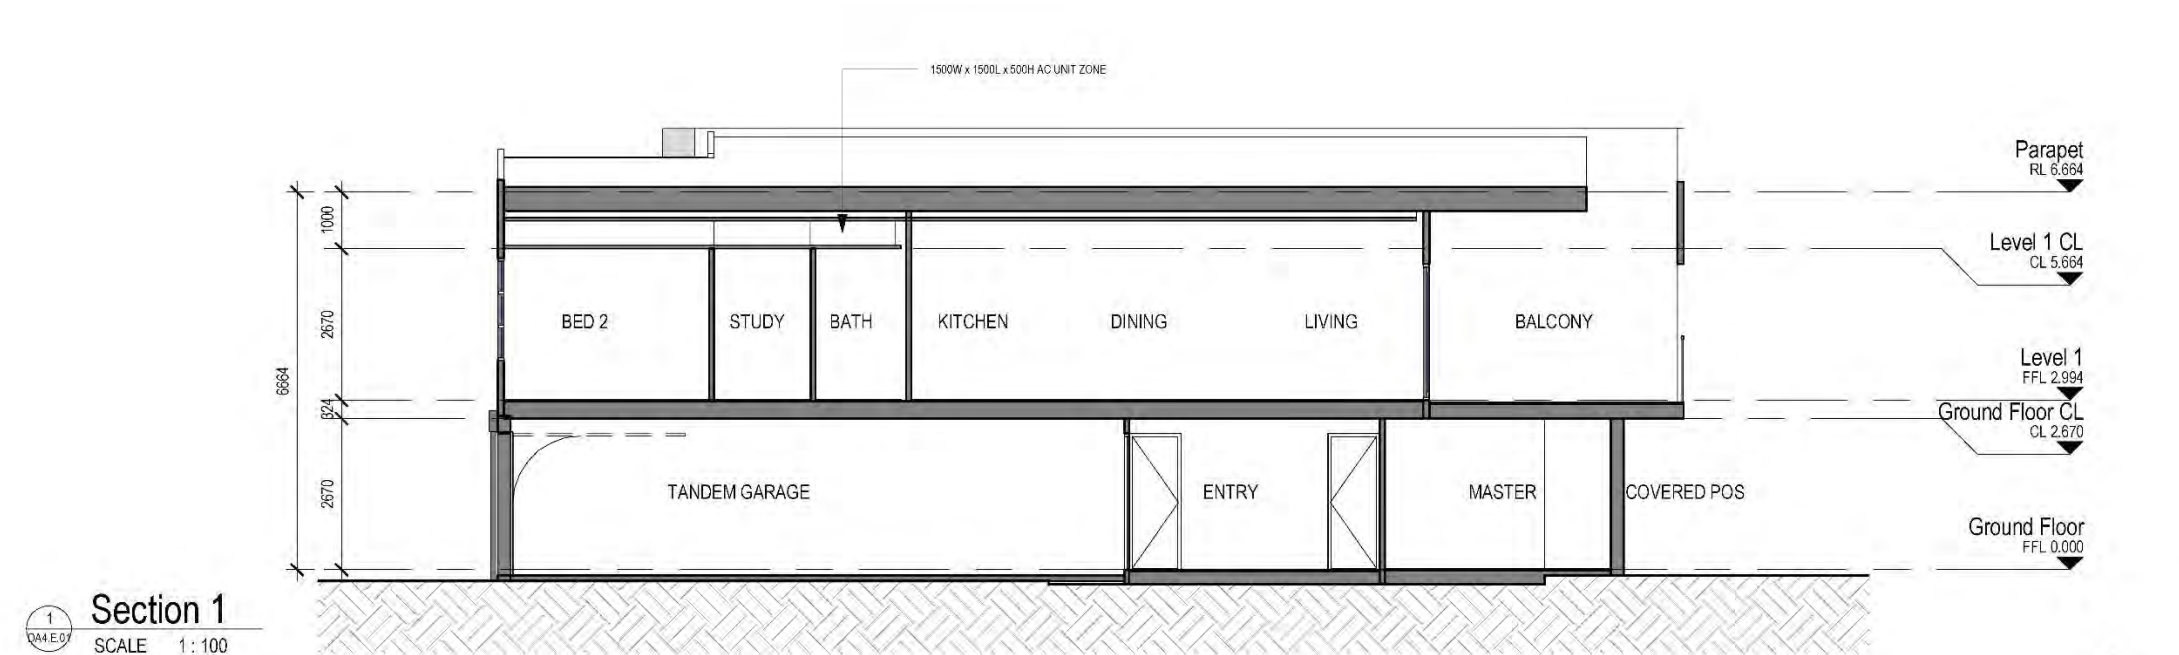 1500W x 1500L x 500H AC UNIT ZONE
Parapet
RL 6.664
1000
Level 1 CL
CL 5.664
2670
BED 2 STUDY BATH KITCHEN DINING LIVING BALCONY
Level 1
FFL 2.994
6664
324
Ground Floor CL
CL 2.670
2670
TANDEM GARAGE ENTRY MASTER COVERED POS
Ground Floor
FFL 0.000
1
DA4.E.01
Section 1
SCALE 1 : 100